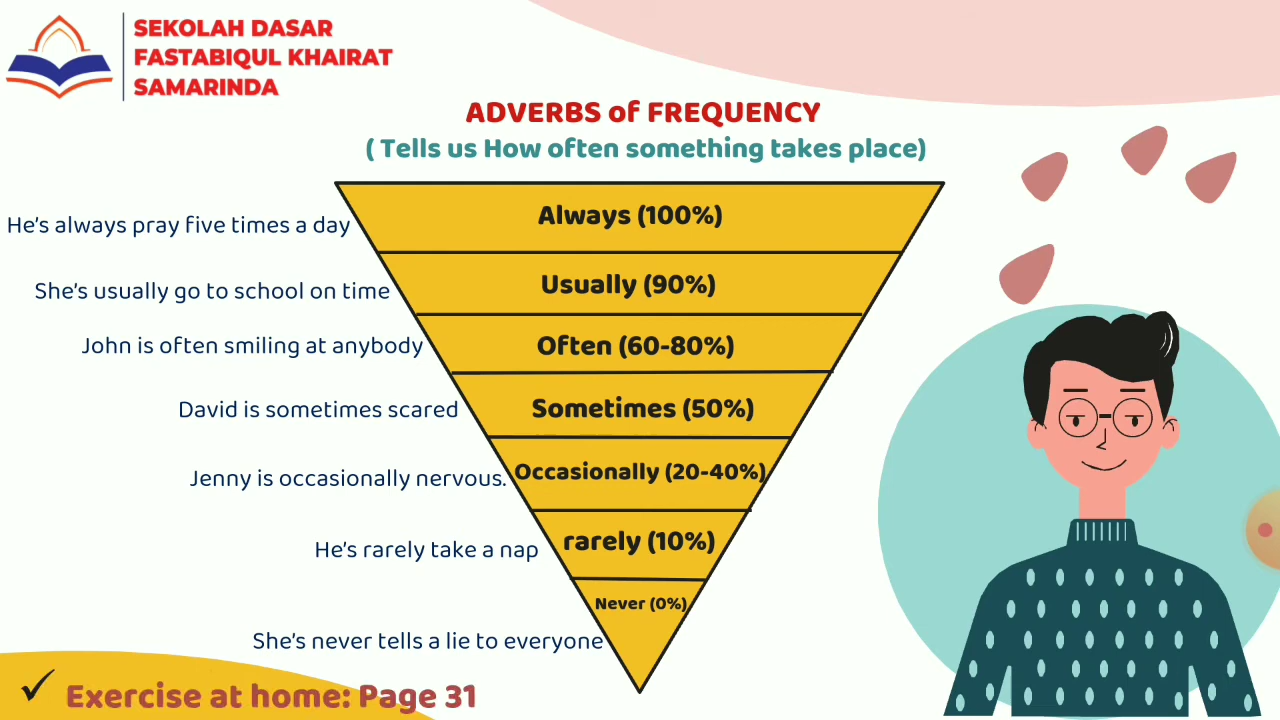 SEKOLAH DASAR
FASTABIQUL KHAIRAT
SAMARINDA
ADVERBS of FREQUENCY
( Tells us How often something takes place)
He's always pray five times a day
Always (100%)
She's usually go to school on time
Usually (90%)
John is often smiling at anybody
Often (60-80%)
David is sometimes scared
Sometimes (50%)
Jenny is occasionally nervous.
Occasionally (20-40%)
He's rarely take a nap
rarely (10%)
Never (0%)
She's never tells a lie to everyone
Exercise at home: Page 31